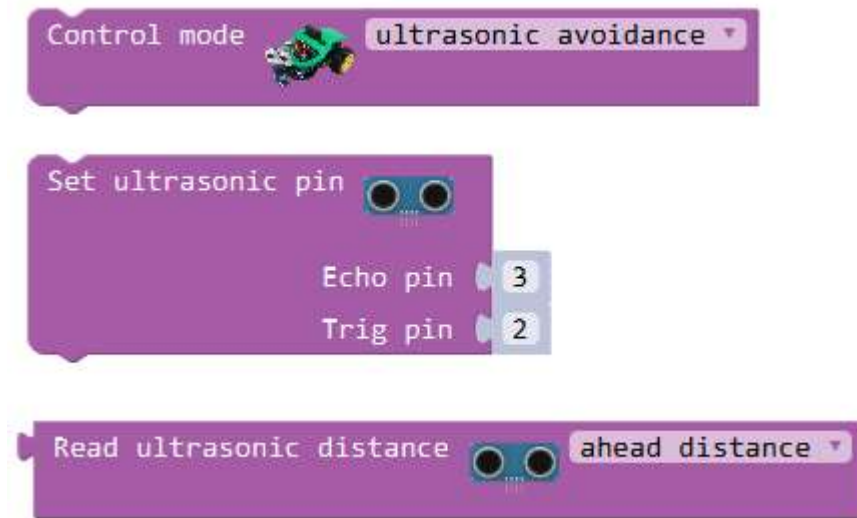 Control mode ultrasonic avoidance
Set ultrasonic pin
Echo pin 3
Trig pin 2
Read ultrasonic distance ahead distance